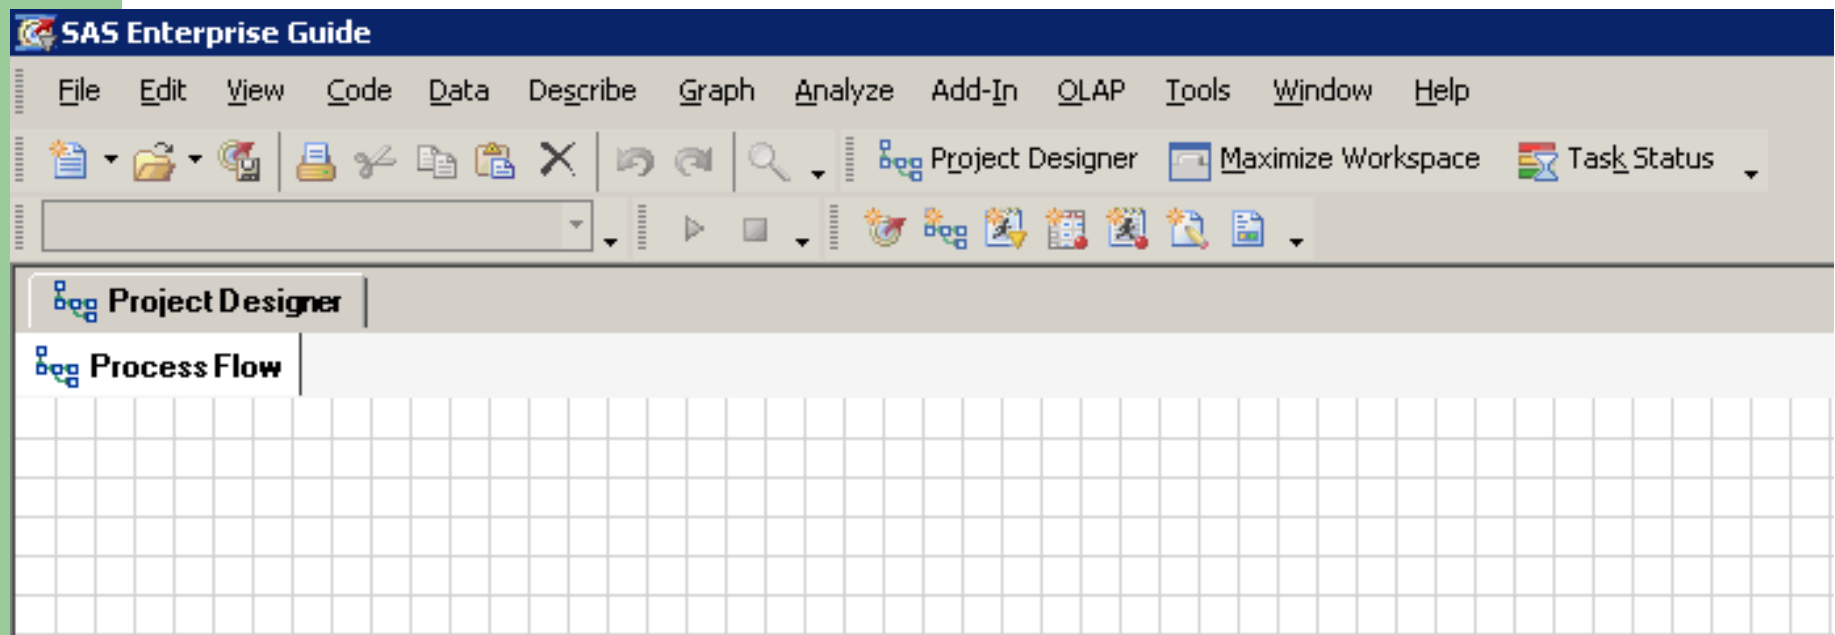 SAS Enterprise Guide
File Edit View Code Data Describe Graph Analyze Add-In OLAP Tools Window Help
Project Designer Maximize Workspace Task Status
Project Designer
Process Flow